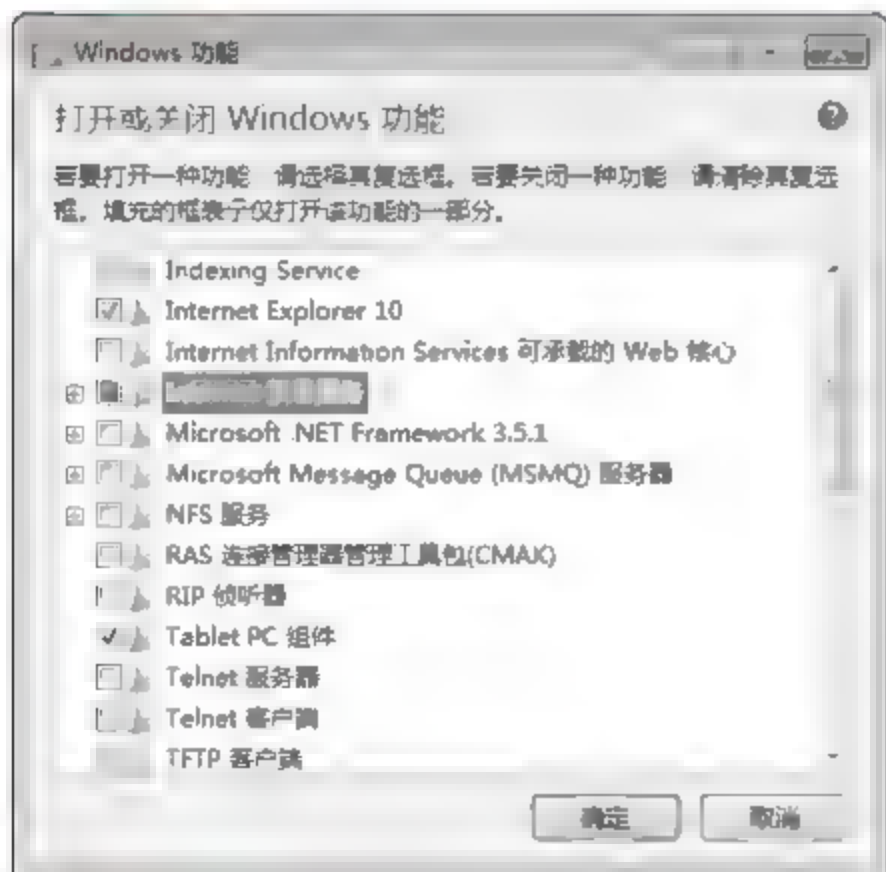 Windows 功能
打开或关闭 Windows 功能
若要打开一种功能 请选择其复选框。若要关闭一种功能 请清除其复选
框。填充的框表示仅打开该功能的一部分。
Indexing Service
Internet Explorer 10
Internet Information Services 可承载的 Web 核心
Microsoft .NET Framework 3.5.1
Microsoft Message Queue (MSMQ) 服务器
NFS 服务
RAS 连接管理器管理工具包(CMAK)
RIP 侦听器
Tablet PC 组件
Telnet 服务器
Telnet 客户端
TFTP 客户端
确定
取消